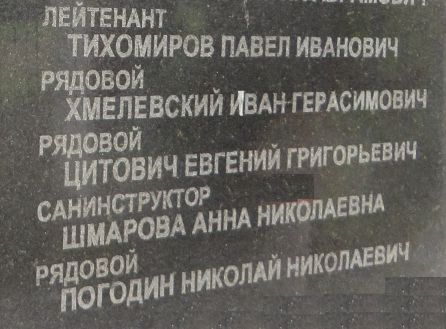 ЛЕЙТЕНАНТ
ТИХОМИРОВ ПАВЕЛ ИВАНОВИЧ
РЯДОВОЙ
ХМЕЛЕВСКИЙ ИВАН ГЕРАСИМОВИЧ
РЯДОВОЙ
ЦИТОВИЧ ЕВГЕНИЙ ГРИГОРЬЕВИЧ
САНИНСТРУКТОР
ШМАРОВА АННА НИКОЛАЕВНА
РЯДОВОЙ
ПОГОДИН НИКОЛАЙ НИКОЛАЕВИЧ